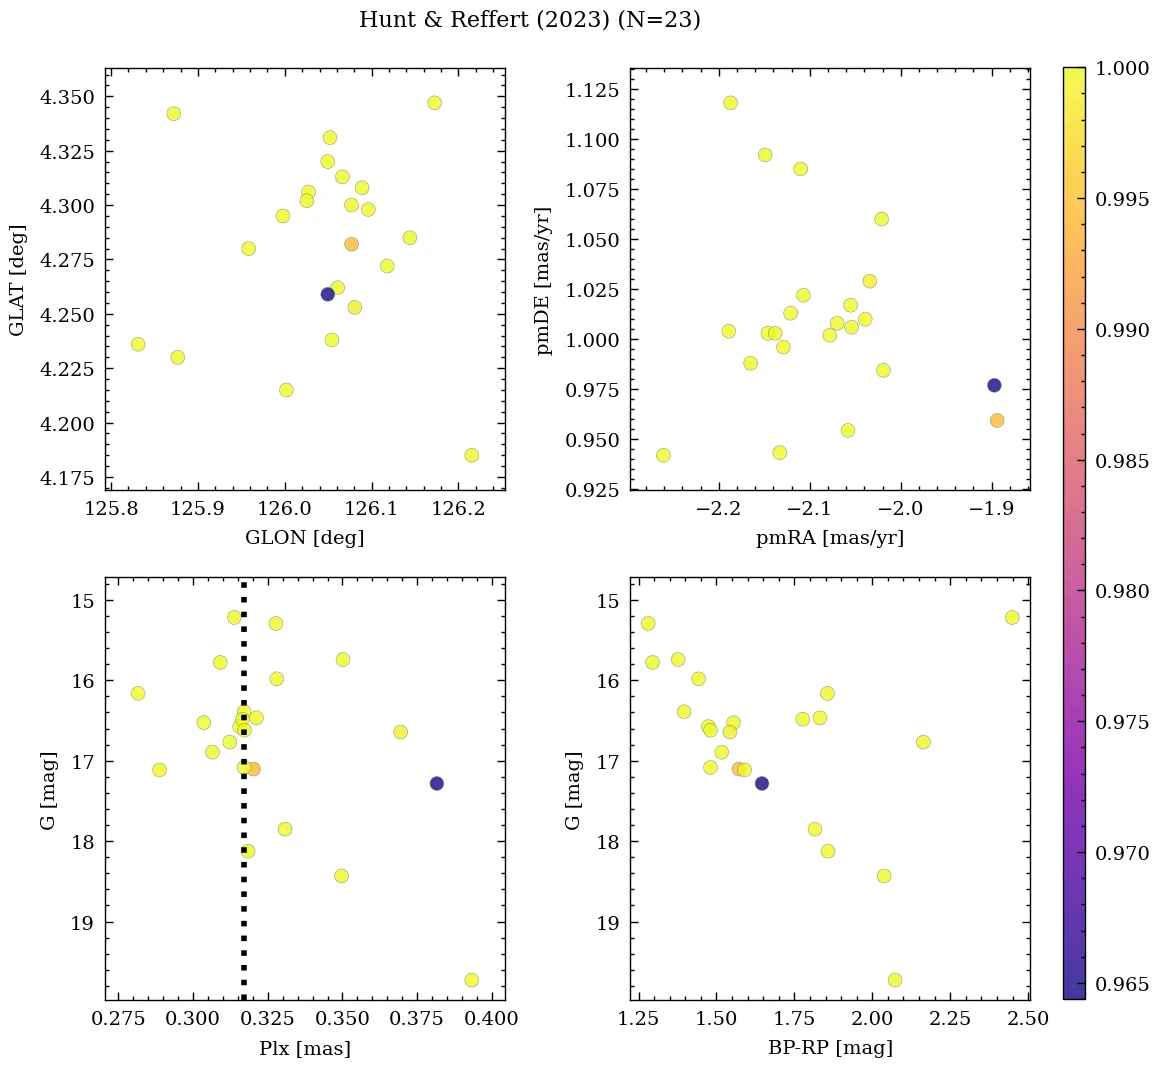 Hunt & Reffert (2023) (N=23)
4.350
4.325
4.300
4.275
4.250
4.225
4.200
4.175
GLAT [deg]
125.8 125.9 126.0 126.1 126.2
GLON [deg]
1.125
1.100
1.075
1.050
1.025
1.000
0.975
0.950
0.925
pmDE [mas/yr]
−2.2 −2.1 −2.0 −1.9
pmRA [mas/yr]
15
16
17
18
19
G [mag]
0.275 0.300 0.325 0.350 0.375 0.400
Plx [mas]
15
16
17
18
19
G [mag]
1.25 1.50 1.75 2.00 2.25 2.50
BP-RP [mag]
1.000
0.995
0.990
0.985
0.980
0.975
0.970
0.965